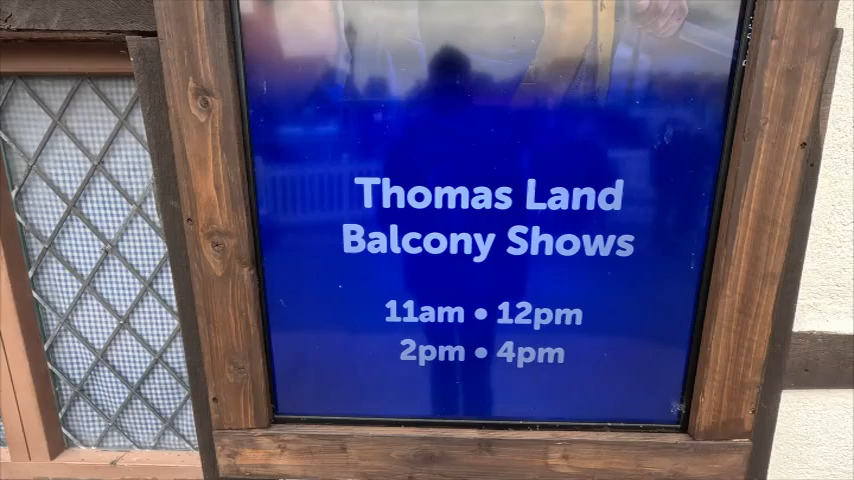 Thomas Land
Balcony Shows
11am • 12pm
2pm • 4pm